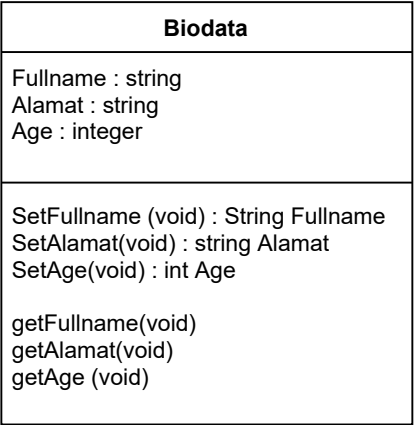 Biodata
Fullname : string
Alamat : string
Age : integer
SetFullname (void) : String Fullname
SetAlamat(void) : string Alamat
SetAge(void) : int Age
getFullname(void)
getAlamat(void)
getAge (void)